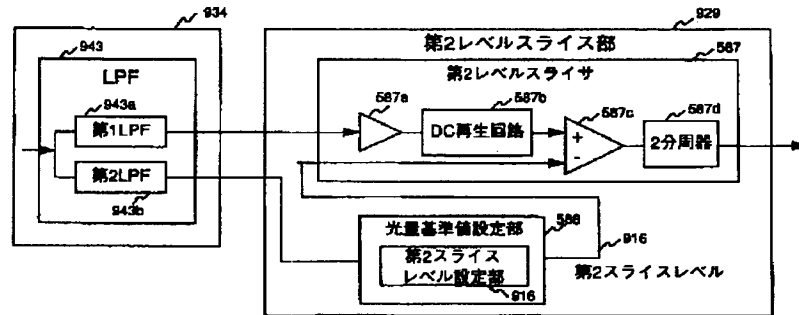 934
929
943
第2レベルスライス部
587
LPF
第2レベルスライサ
943a
587a
587b
587c
587d
第1LPF
DC再生回路
+
-
2分周器
第2LPF
943b
光量基準値設定部
588
916
第2スライス
レベル設定部
916
第2スライスレベル